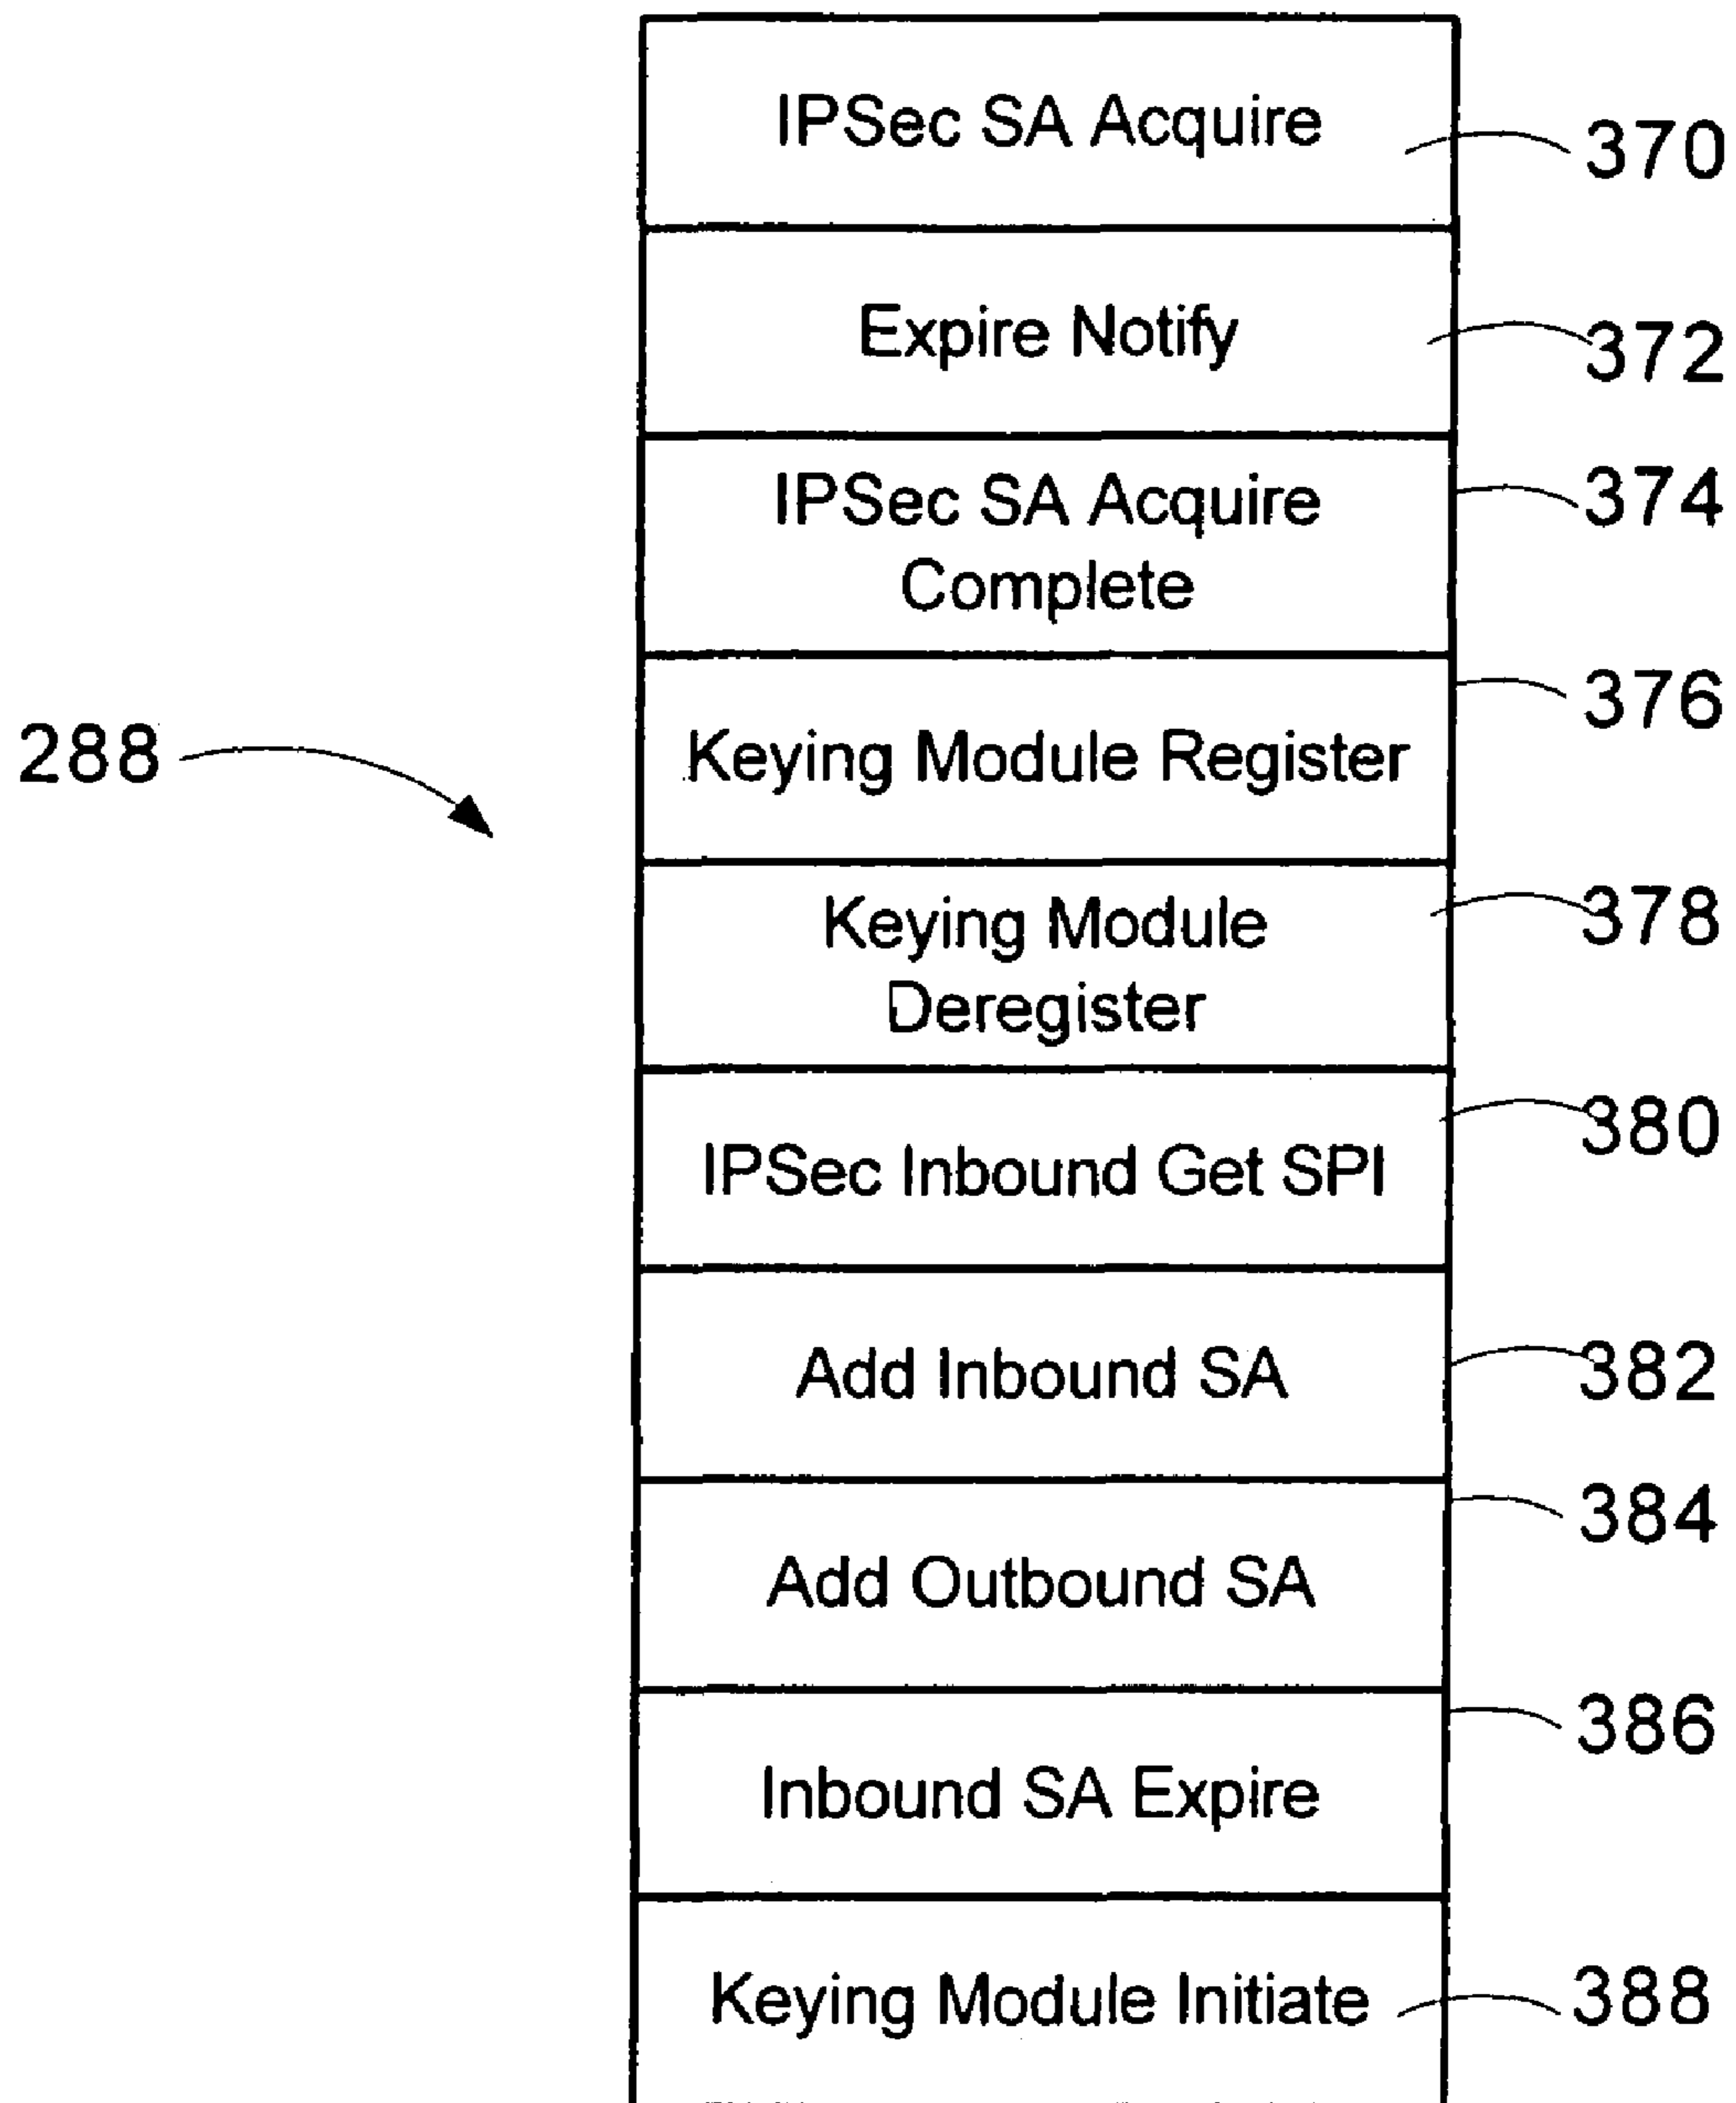 IPSec SA Acquire
370
Expire Notify
372
IPSec SA Acquire
Complete
374
376
288
Keying Module Register
Keying Module
Deregister
378
380
IPSec Inbound Get SPI
Add Inbound SA
382
384
Add Outbound SA
386
Inbound SA Expire
Keying Module Initiate
388